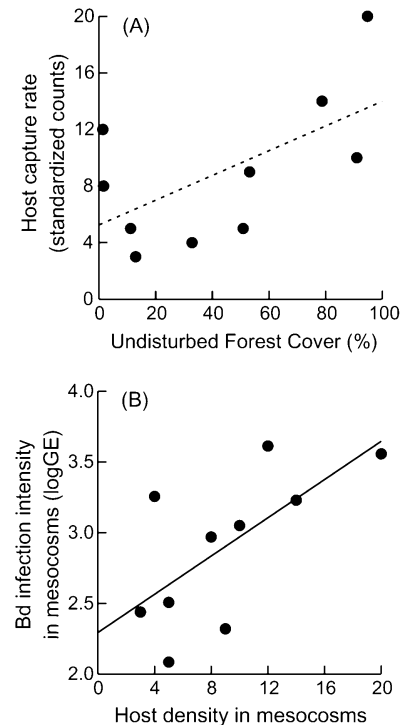 (A)
20
16
12
8
4
0
Host capture rate
(standardized counts)
0 20 40 60 80 100
Undisturbed Forest Cover (%)
(B)
4.0
3.5
3.0
2.5
2.0
Bd infection intensity
in mesocosms (logGE)
0 4 8 12 16 20
Host density in mesocosms